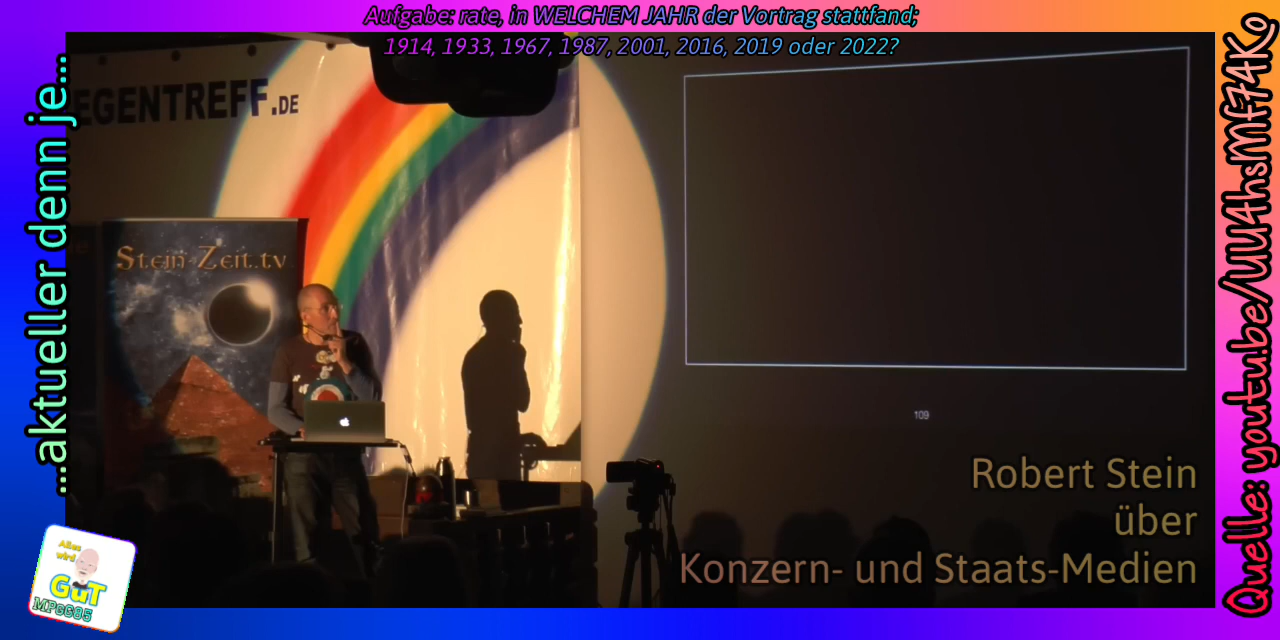 Aufgabe: rate, in WELCHEM JAHR der Vortrag stattfand;
1914, 1933, 1967, 1987, 2001, 2016, 2019 oder 2022?
...aktueller denn je...
EGENTREFF.DE
Stein-Zeit.tv
109
Robert Stein
über
Konzern- und Staats-Medien
Quelle: youtu.be/UU4hsMf74Ko
Alles
wird
GuT
MP6685